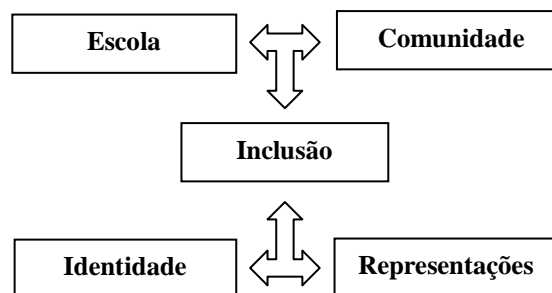 Escola
Comunidade
Inclusão
Identidade
Representações